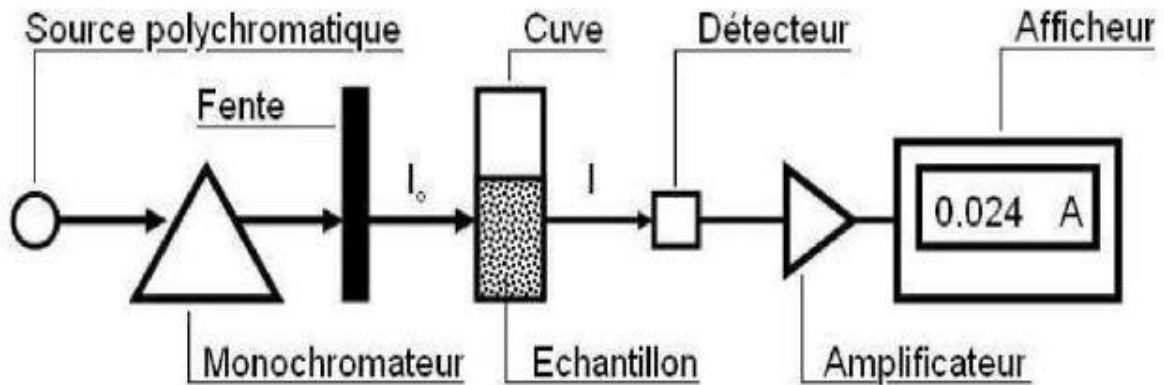 Source polychromatique
Cuve
Détecteur
Afficheur
Fente
I₀
I
0.024 A
Monochromateur
Echantillon
Amplificateur